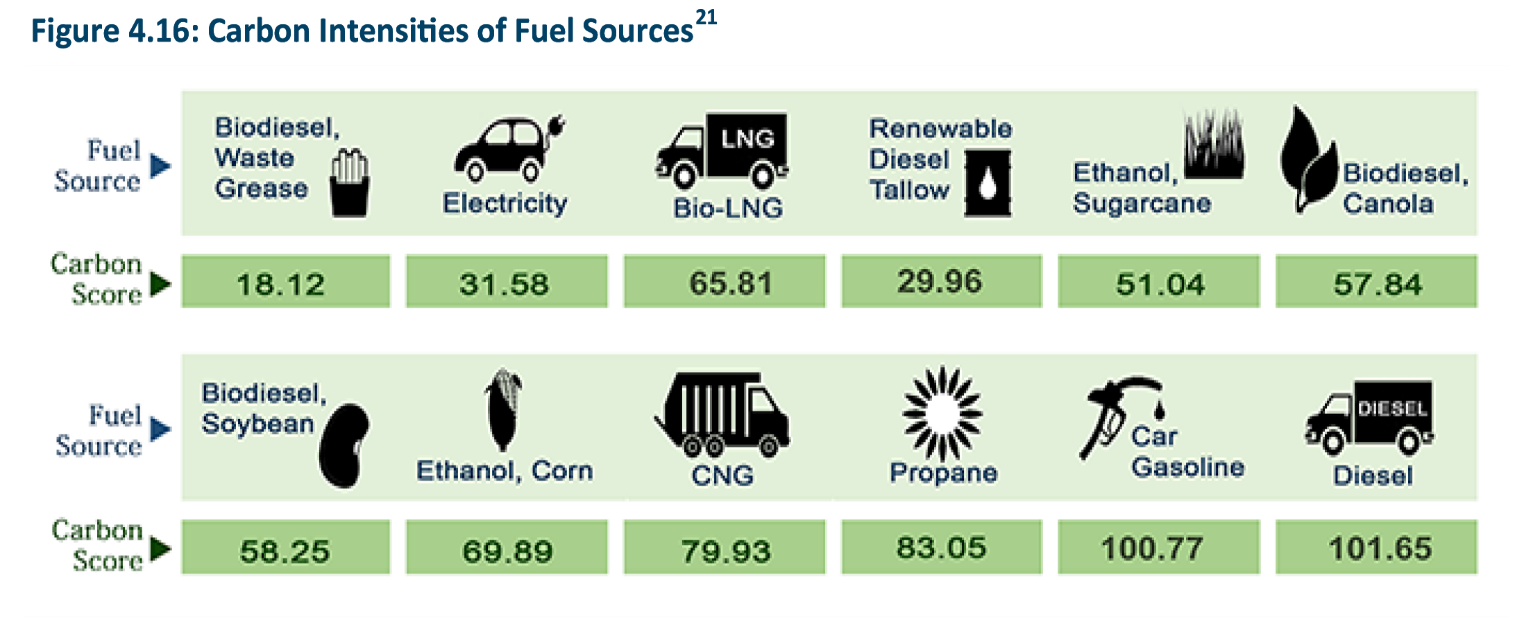 Figure 4.16: Carbon Intensities of Fuel Sources21
Fuel
Source
Biodiesel,
Waste
Grease
Electricity
LNG
Bio-LNG
Renewable
Diesel
Tallow
Ethanol,
Sugarcane
Biodiesel,
Canola
Carbon
Score
18.12
31.58
65.81
29.96
51.04
57.84
Fuel
Source
Biodiesel,
Soybean
Ethanol, Corn
CNG
Propane
Car
Gasoline
DIESEL
Diesel
Carbon
Score
58.25
69.89
79.93
83.05
100.77
101.65